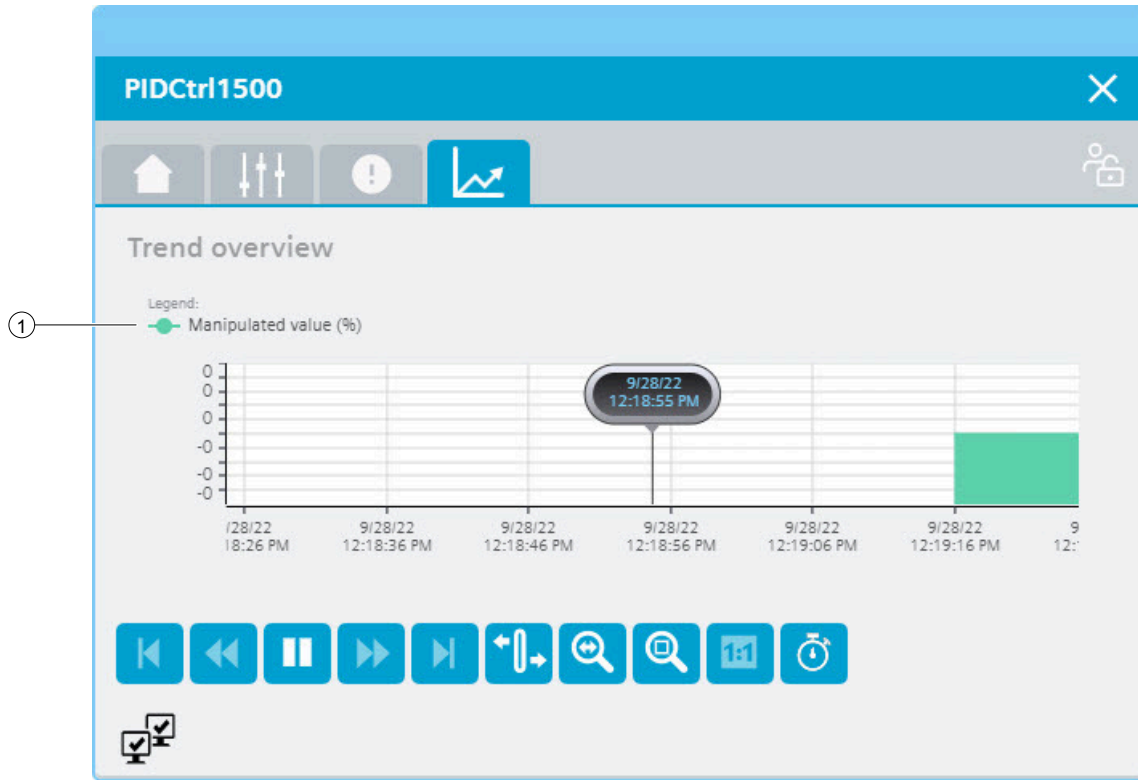 PIDCtrl1500
Trend overview
Legend:
1
Manipulated value (%)
0
0
0
-0
-0
-0
9/28/22
12:18:55 PM
/28/22
18:26 PM
9/28/22
12:18:36 PM
9/28/22
12:18:46 PM
9/28/22
12:18:56 PM
9/28/22
12:19:06 PM
9/28/22
12:19:16 PM
9
12:
1:1